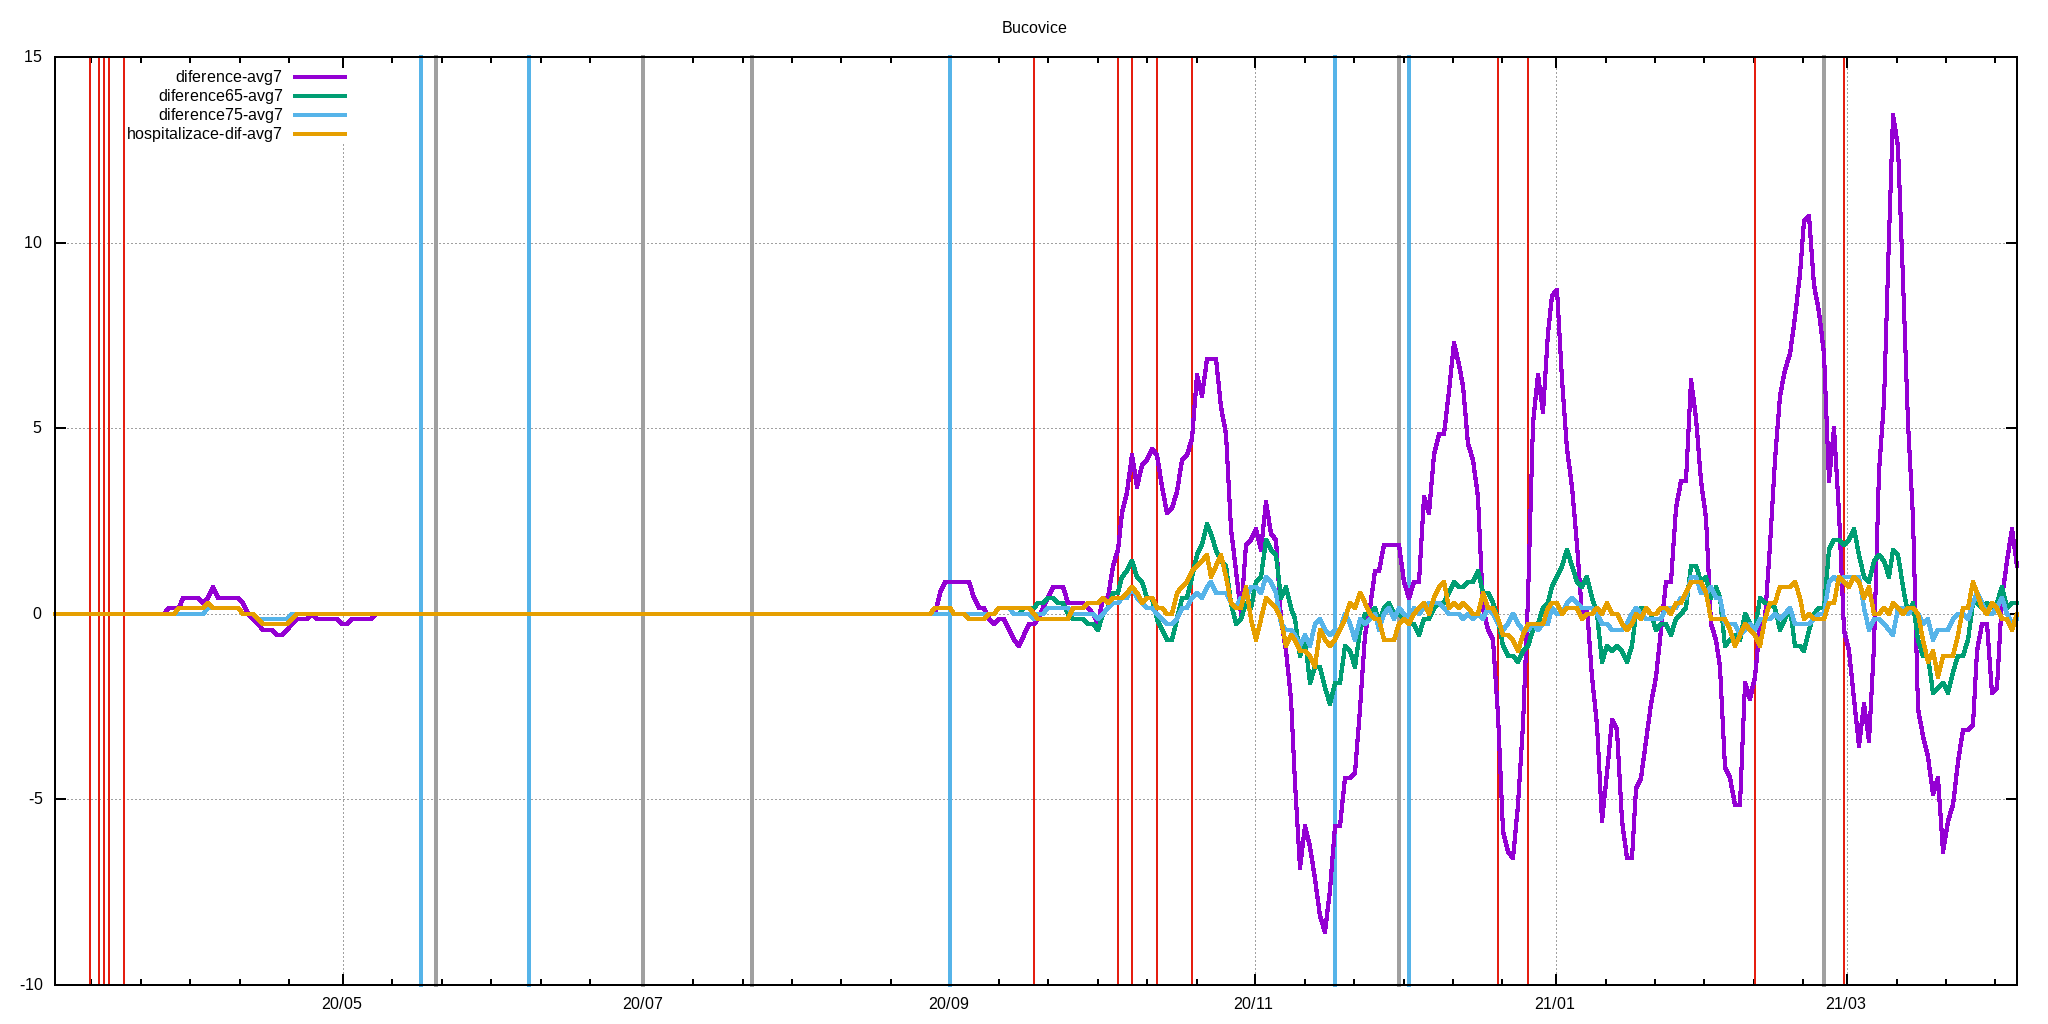 Bucovice
15
diference-avg7
diference65-avg7
diference75-avg7
hospitalizace-dif-avg7
10
5
0
-5
-10
20/05 20/07 20/09 20/11 21/01 21/03